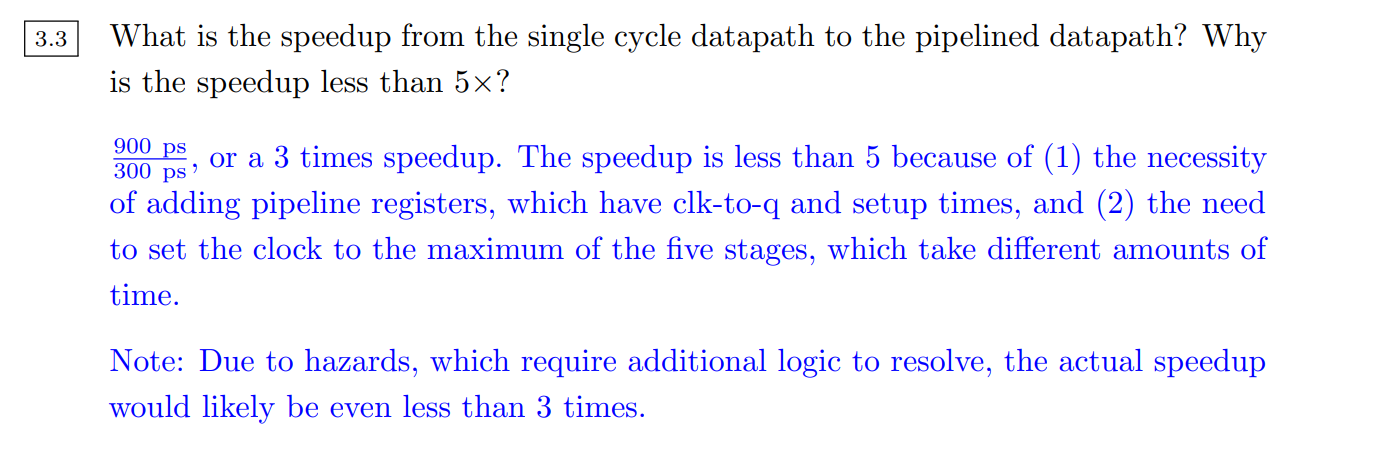 3.3 What is the speedup from the single cycle datapath to the pipelined datapath? Why
is the speedup less than 5×?
900 ps / 300 ps, or a 3 times speedup. The speedup is less than 5 because of (1) the necessity
of adding pipeline registers, which have clk-to-q and setup times, and (2) the need
to set the clock to the maximum of the five stages, which take different amounts of
time.
Note: Due to hazards, which require additional logic to resolve, the actual speedup
would likely be even less than 3 times.